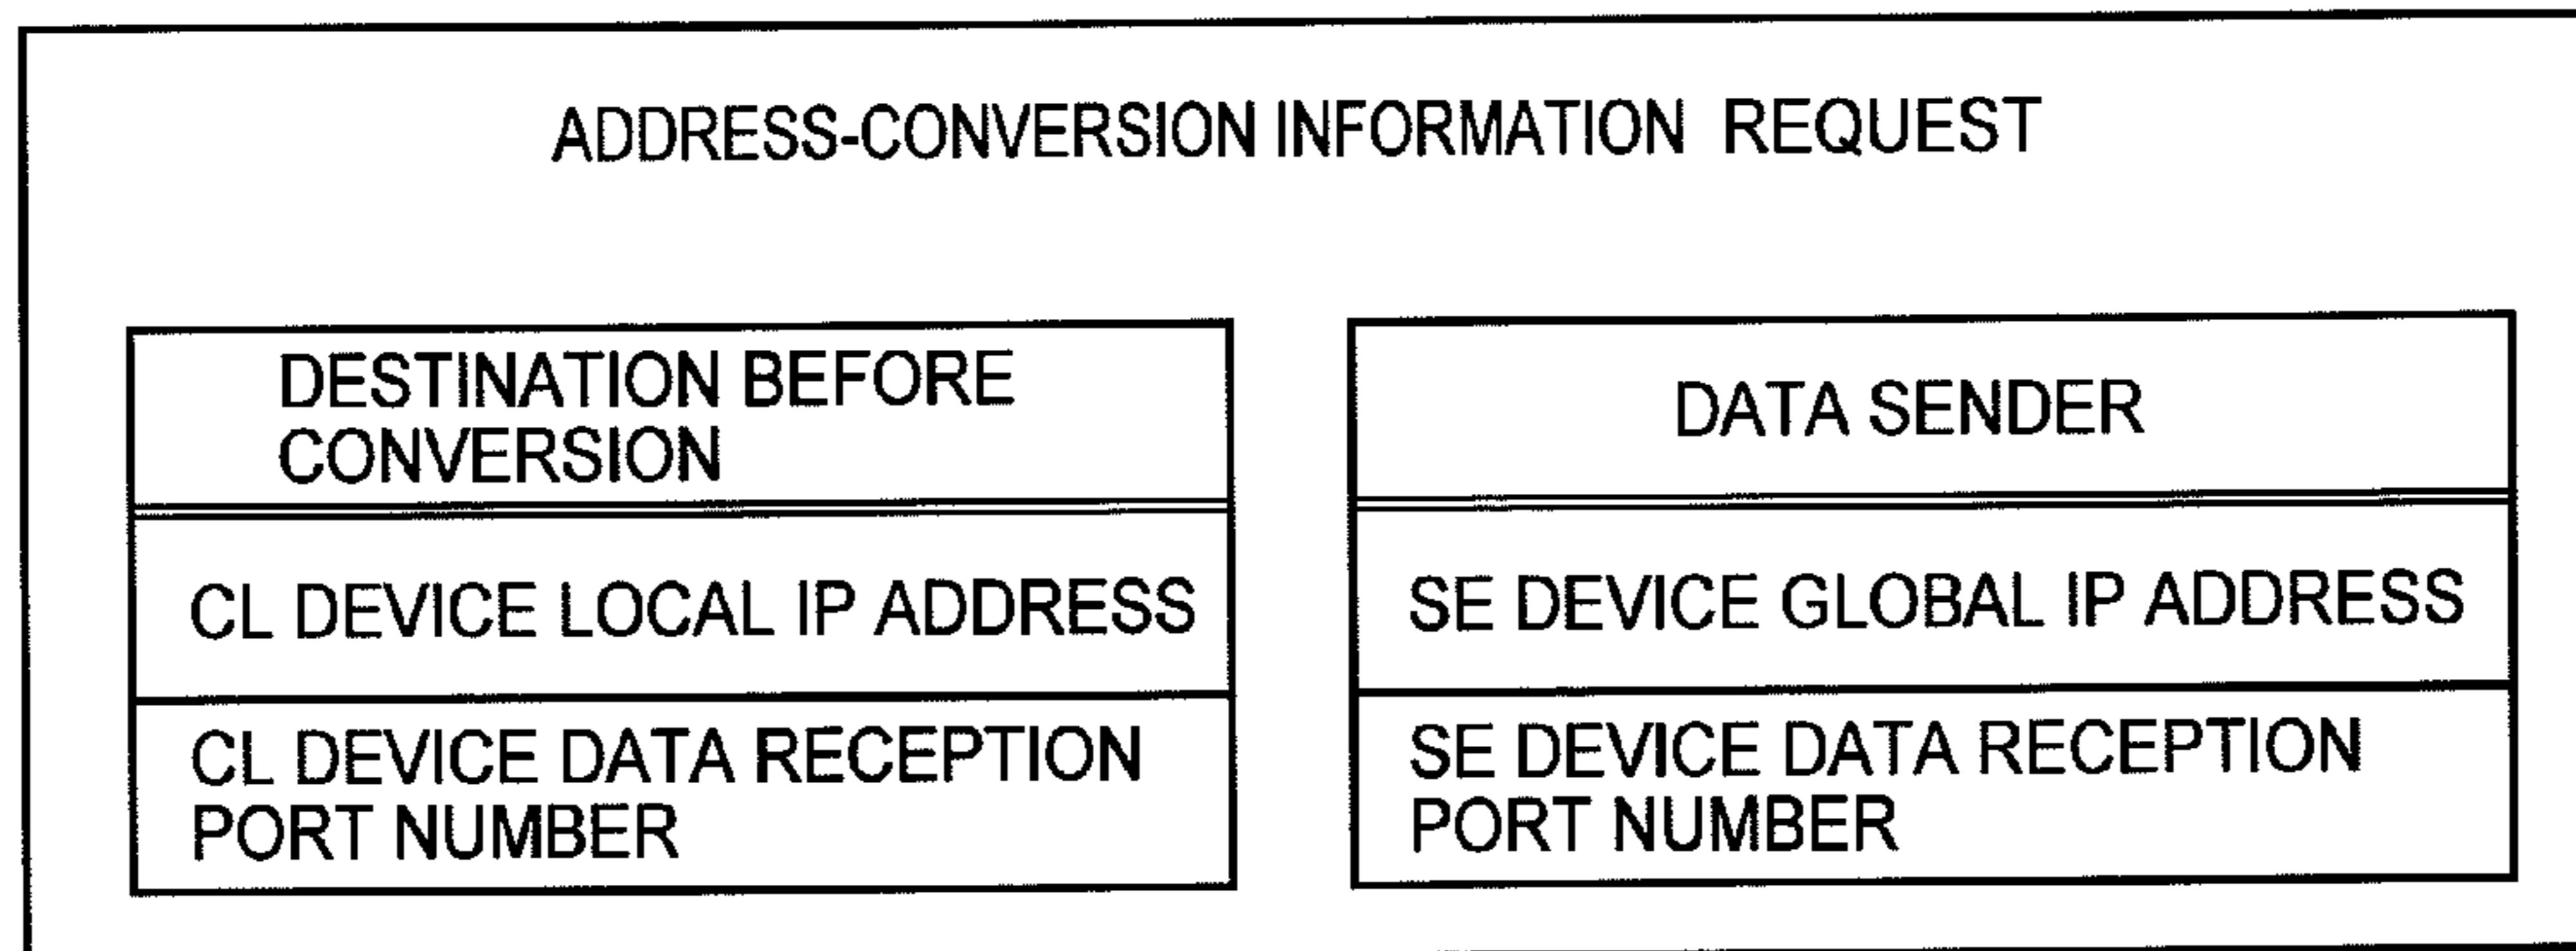 ADDRESS-CONVERSION INFORMATION REQUEST
DESTINATION BEFORE
CONVERSION
CL DEVICE LOCAL IP ADDRESS
CL DEVICE DATA RECEPTION
PORT NUMBER
DATA SENDER
SE DEVICE GLOBAL IP ADDRESS
SE DEVICE DATA RECEPTION
PORT NUMBER